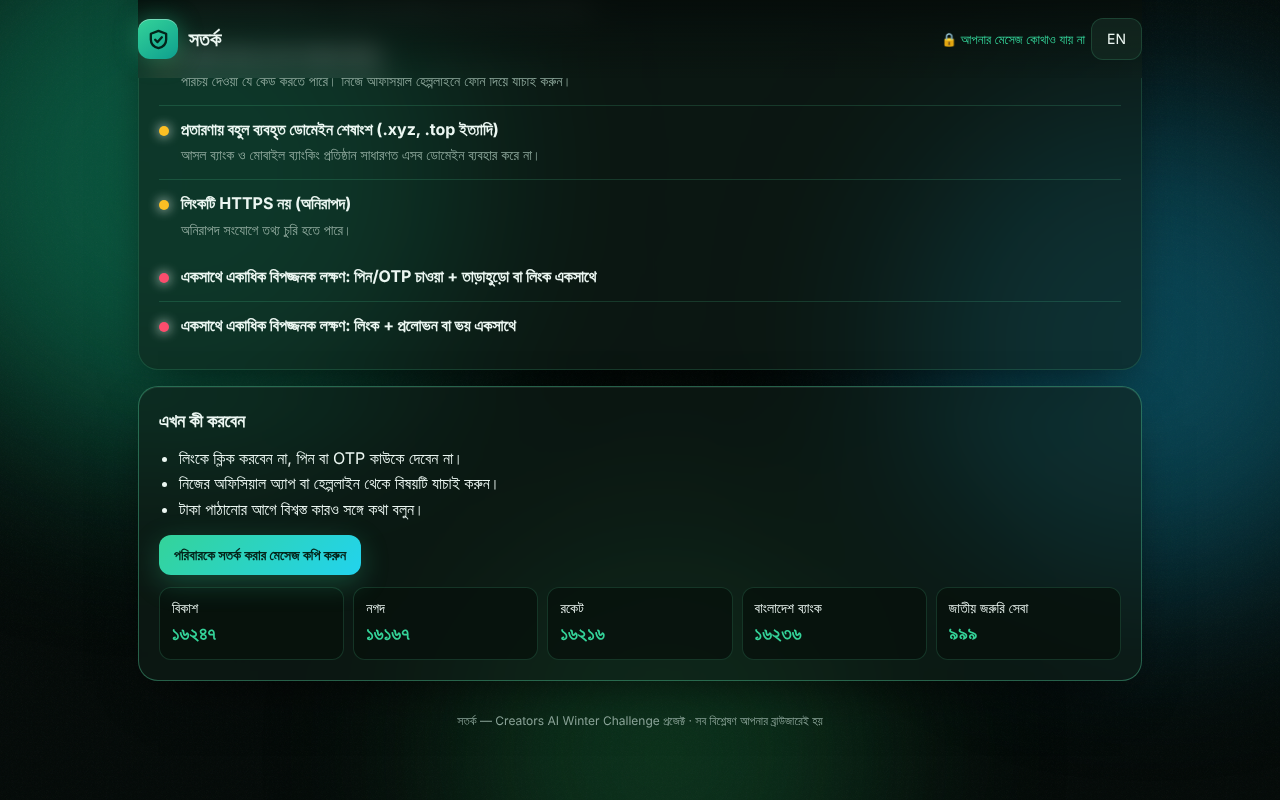 সতর্ক
🔒 আপনার মেসেজ কোথাও যায় না
EN
পরিচয় দেওয়া যে কেউ করতে পারে। নিজে অফিসিয়াল হেল্পলাইনে ফোন দিয়ে যাচাই করুন।
প্রতারণায় বহুল ব্যবহৃত ডোমেইন শেষাংশ (.xyz, .top ইত্যাদি)
আসল ব্যাংক ও মোবাইল ব্যাংকিং প্রতিষ্ঠান সাধারণত এসব ডোমেইন ব্যবহার করে না।
লিংকটি HTTPS নয় (অনিরাপদ)
অনিরাপদ সংযোগে তথ্য চুরি হতে পারে।
একসাথে একাধিক বিপজ্জনক লক্ষণ: পিন/OTP চাওয়া + তাড়াহুড়ো বা লিংক একসাথে
একসাথে একাধিক বিপজ্জনক লক্ষণ: লিংক + প্রলোভন বা ভয় একসাথে
এখন কী করবেন
• লিংকে ক্লিক করবেন না, পিন বা OTP কাউকে দেবেন না।
• নিজের অফিসিয়াল অ্যাপ বা হেল্পলাইন থেকে বিষয়টি যাচাই করুন।
• টাকা পাঠানোর আগে বিশ্বস্ত কারও সঙ্গে কথা বলুন।
পরিবারকে সতর্ক করার মেসেজ কপি করুন
বিকাশ
১৬২৪৭
নগদ
১৬১৬৭
রকেট
১৬২১৬
বাংলাদেশ ব্যাংক
১৬২৩৬
জাতীয় জরুরি সেবা
৯৯৯
সতর্ক — Creators AI Winter Challenge প্রজেক্ট · সব বিশ্লেষণ আপনার ব্রাউজারেই হয়